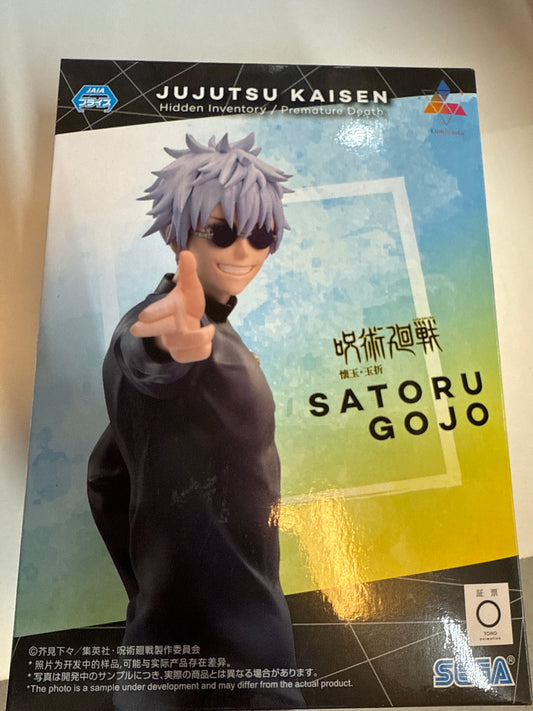 JAIA
プライズ
JUJUTSU KAISEN
Hidden Inventory / Premature Death
Luminasta
呪術廻戦
懐玉・玉折
SATORU
GOJO
証票
TOHO
animation
©芥見下々／集英社・呪術廻戦製作委員会
* 照片为开发中的样品,可能与实际产品存在差异。
* 写真は開発中のサンプルにつき、実際の商品とは異なる場合があります。
*The photo is a sample under development and may differ from the actual product.
SEGA®